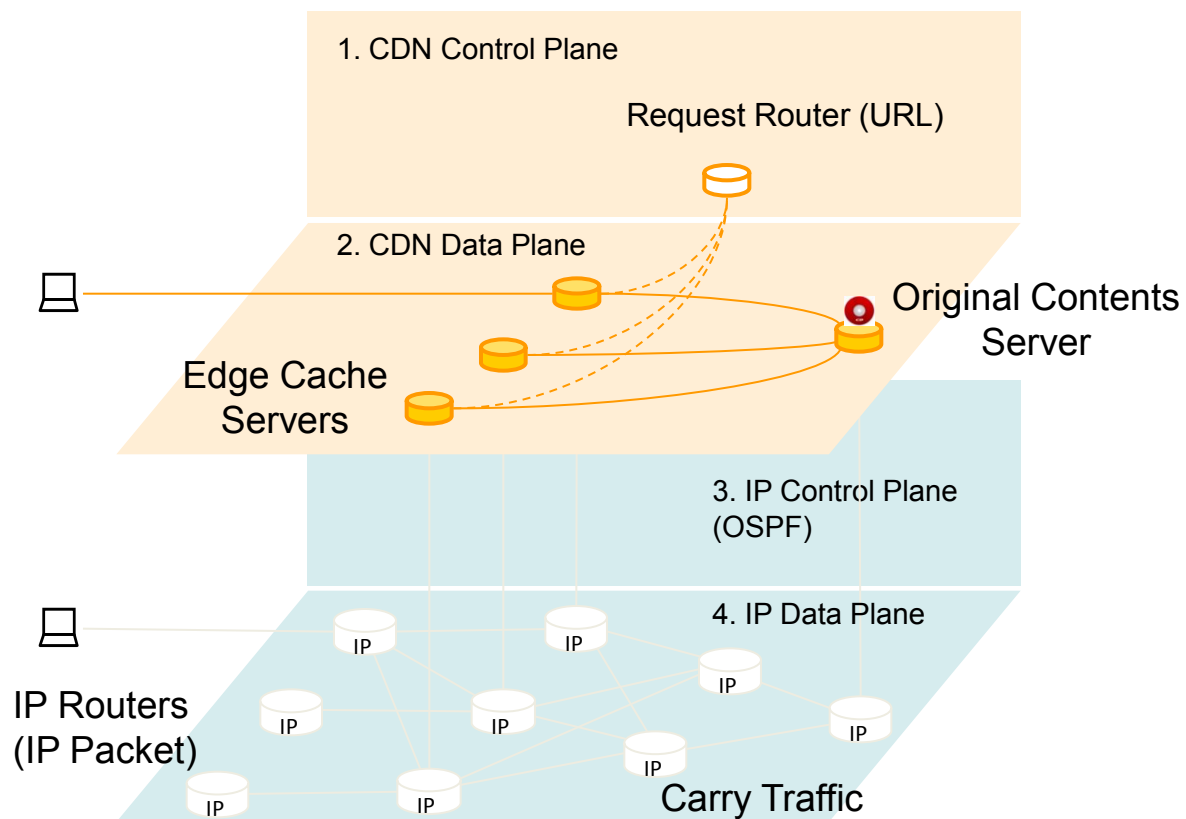 1. CDN Control Plane
Request Router (URL)
2. CDN Data Plane
Original Contents
Server
Edge Cache
Servers
3. IP Control Plane
(OSPF)
4. IP Data Plane
IP
IP
IP
IP Routers
(IP Packet)
IP
IP
IP
IP
IP
IP
Carry Traffic